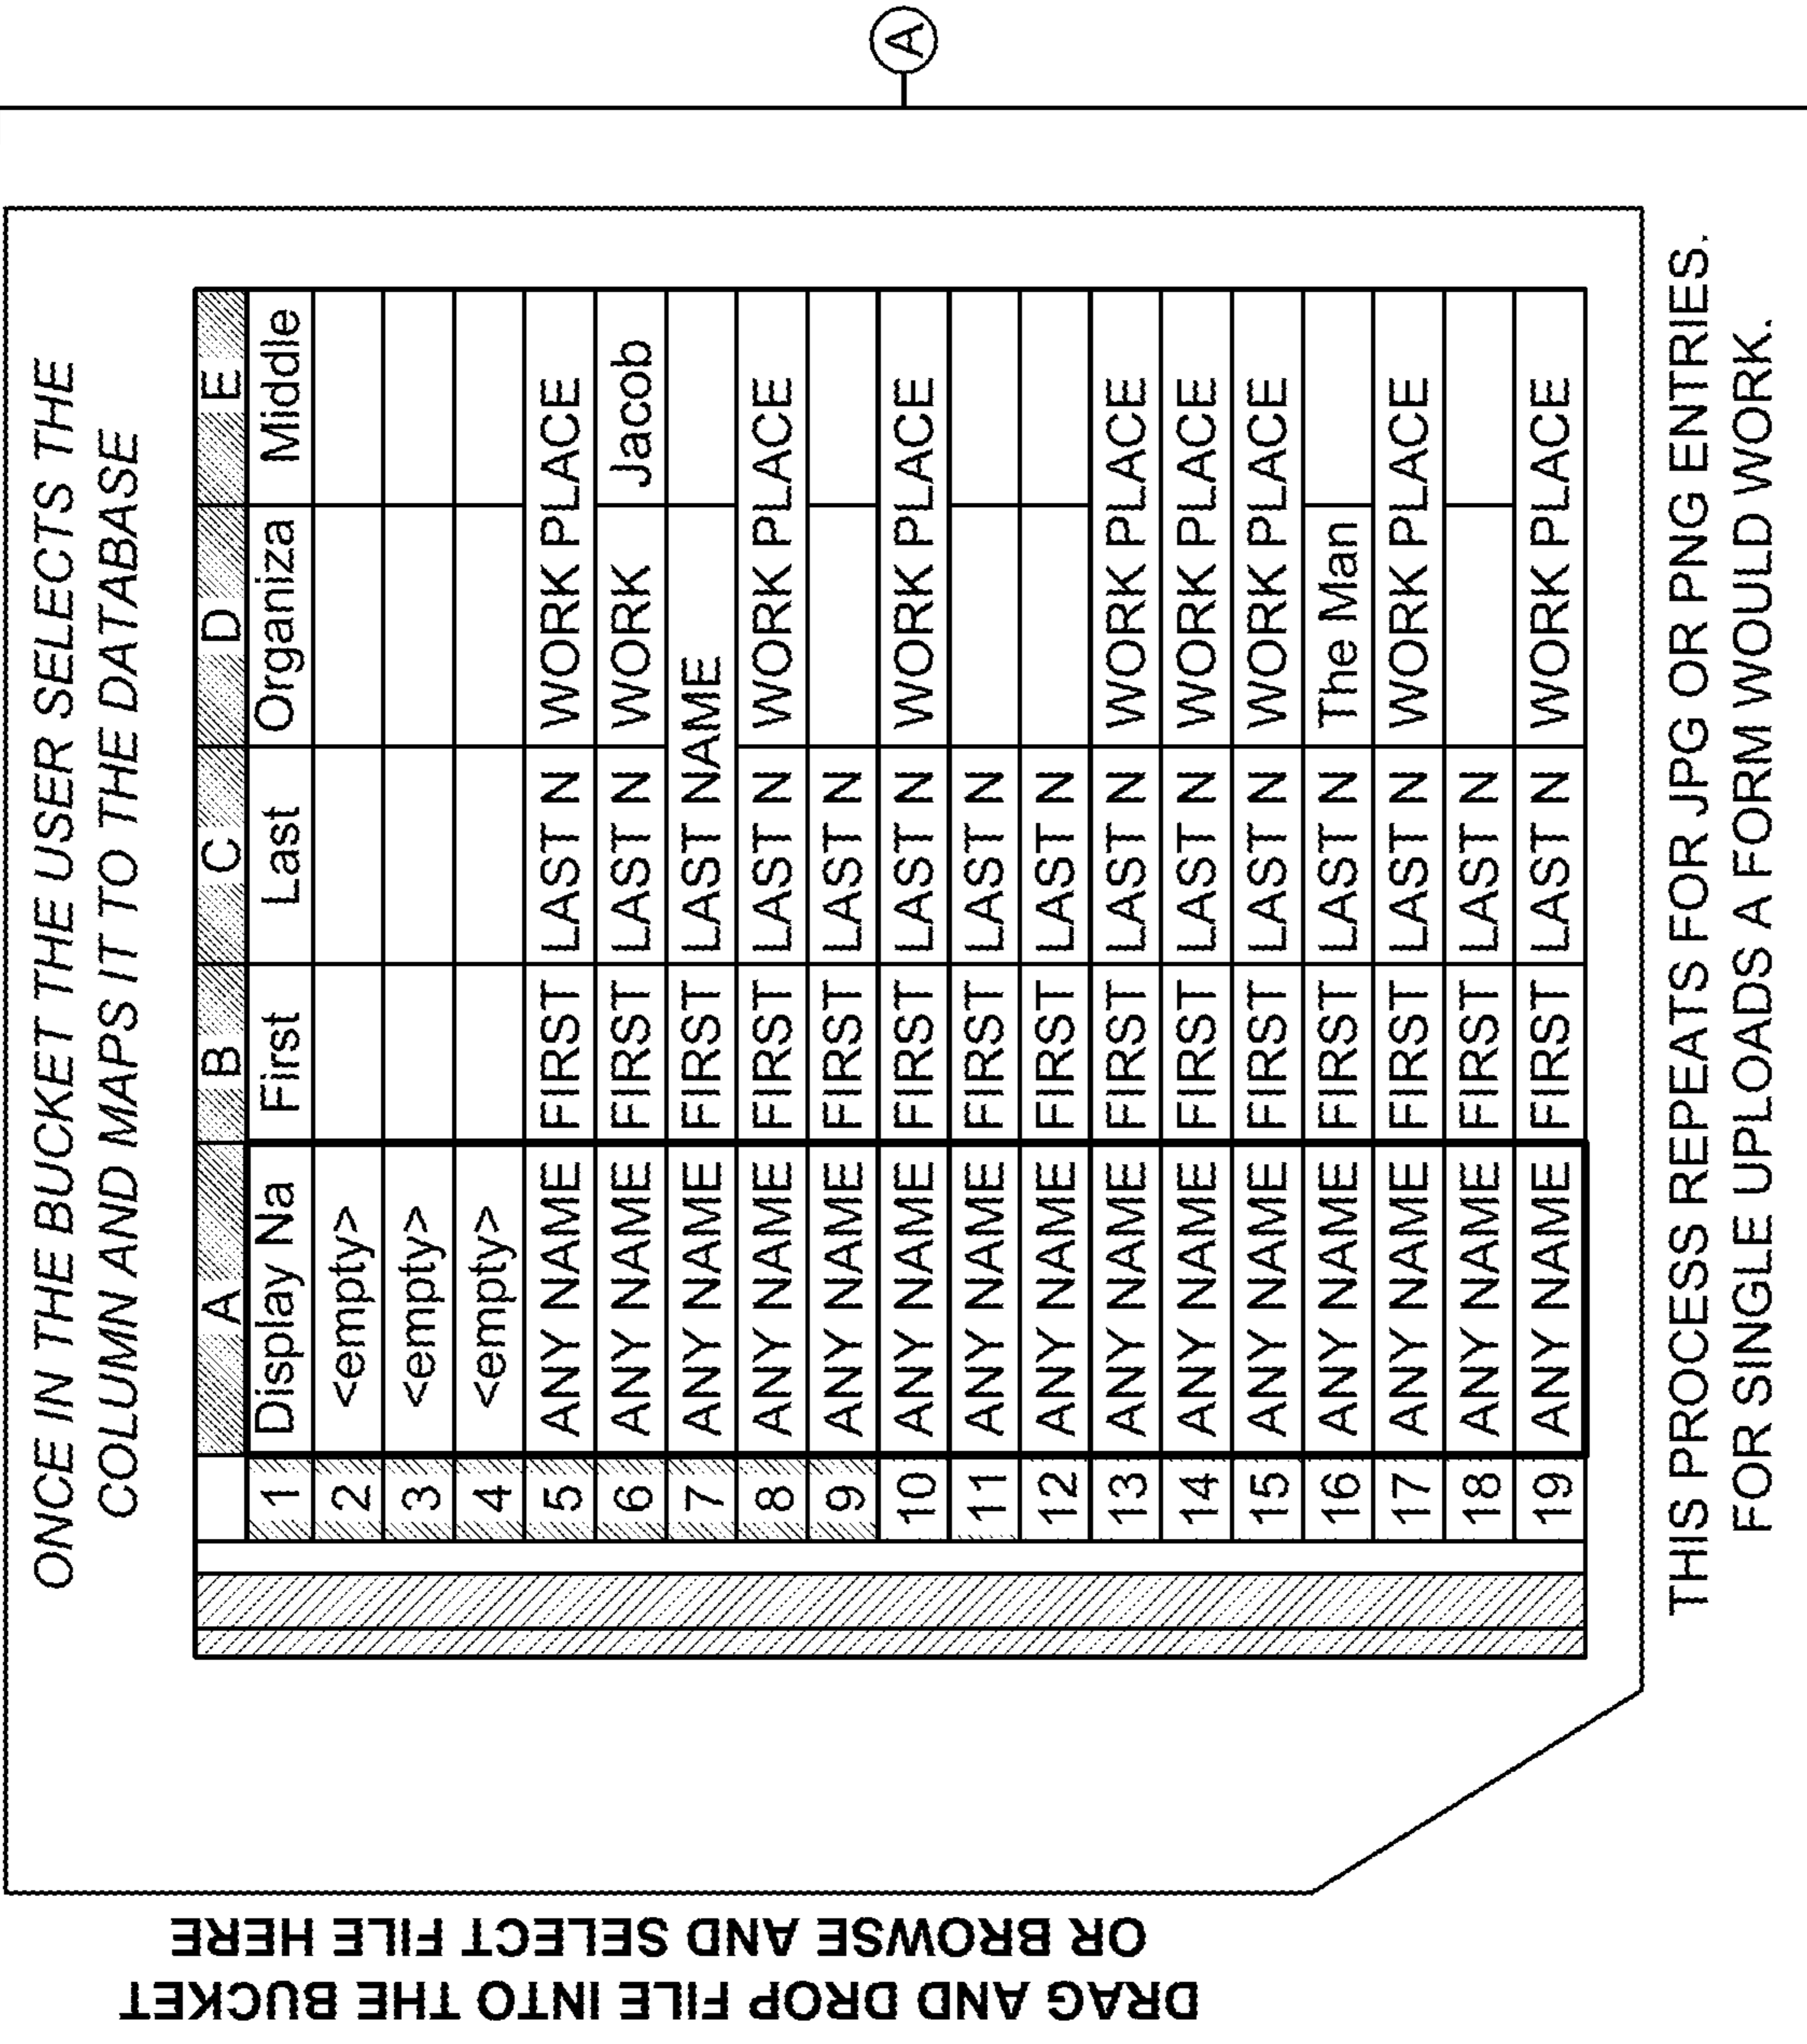 ONCE IN THE BUCKET THE USER SELECTS THE
COLUMN AND MAPS IT TO THE DATABASE
A B C D E
1 Display Na First Last Organiza Middle
2 <empty>
3 <empty>
4 <empty>
5 ANY NAME FIRST LAST N WORK PLACE
6 ANY NAME FIRST LAST N WORK Jacob
7 ANY NAME FIRST LAST NAME
8 ANY NAME FIRST LAST N WORK PLACE
9 ANY NAME FIRST LAST N
10 ANY NAME FIRST LAST N WORK PLACE
11 ANY NAME FIRST LAST N
12 ANY NAME FIRST LAST N
13 ANY NAME FIRST LAST N WORK PLACE
14 ANY NAME FIRST LAST N WORK PLACE
15 ANY NAME FIRST LAST N WORK PLACE
16 ANY NAME FIRST LAST N The Man
17 ANY NAME FIRST LAST N WORK PLACE
18 ANY NAME FIRST LAST N
19 ANY NAME FIRST LAST N WORK PLACE
THIS PROCESS REPEATS FOR JPG OR PNG ENTRIES.
FOR SINGLE UPLOADS A FORM WOULD WORK.
DRAG AND DROP FILE INTO THE BUCKET
OR BROWSE AND SELECT FILE HERE
A